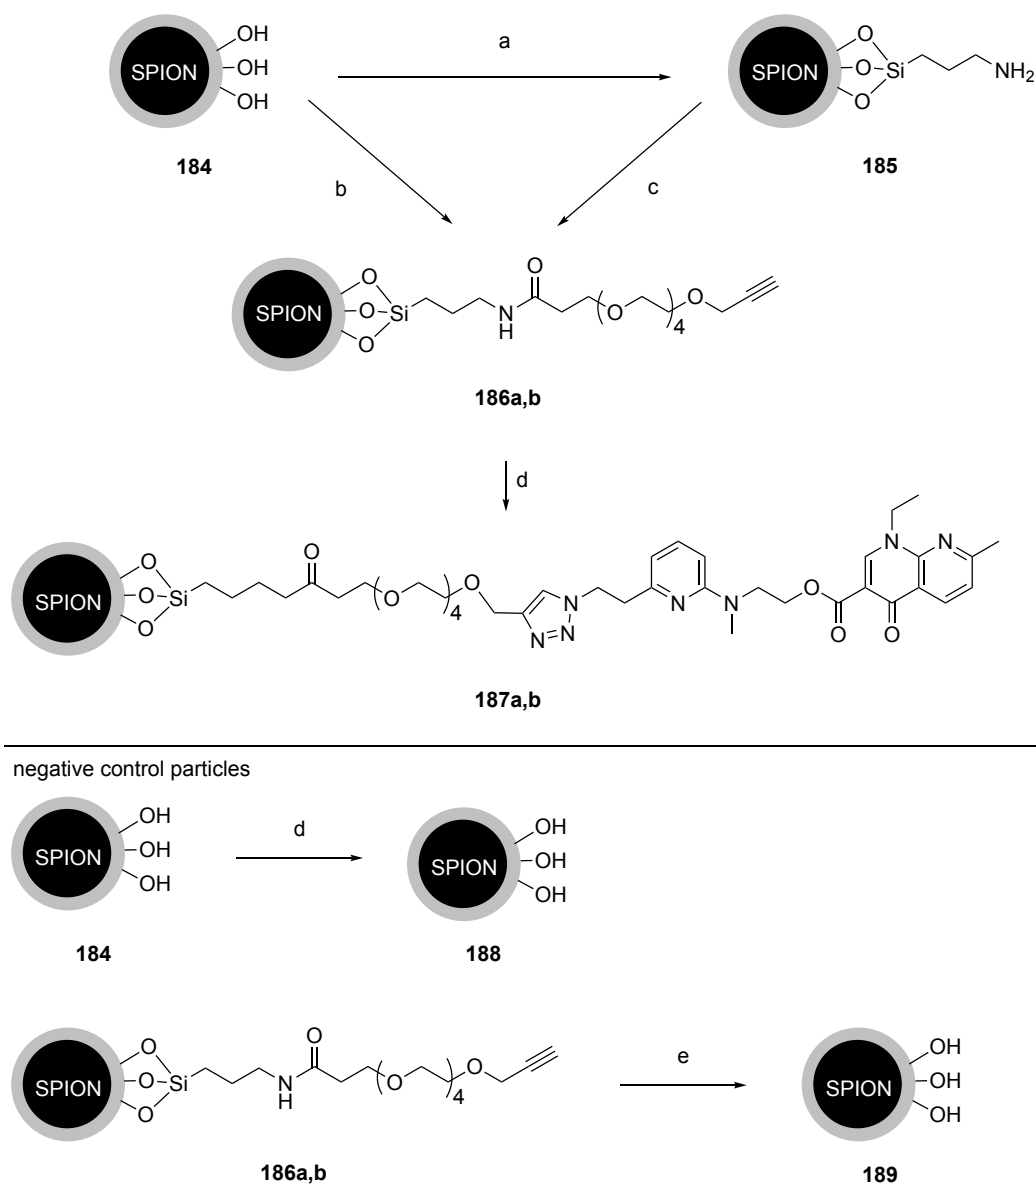 OH
OH
OH
SPION
184
a
SPION
O
O
O
Si
NH2
185
b
c
SPION
O
O
O
Si
N
H
O
O
4
O
186a,b
d
SPION
O
O
O
Si
O
O
4
O
N
N
N
N
N
O
O
O
N
N
187a,b
negative control particles
SPION
OH
OH
OH
184
d
SPION
OH
OH
OH
188
SPION
O
O
O
Si
N
H
O
O
4
O
186a,b
e
SPION
OH
OH
OH
189